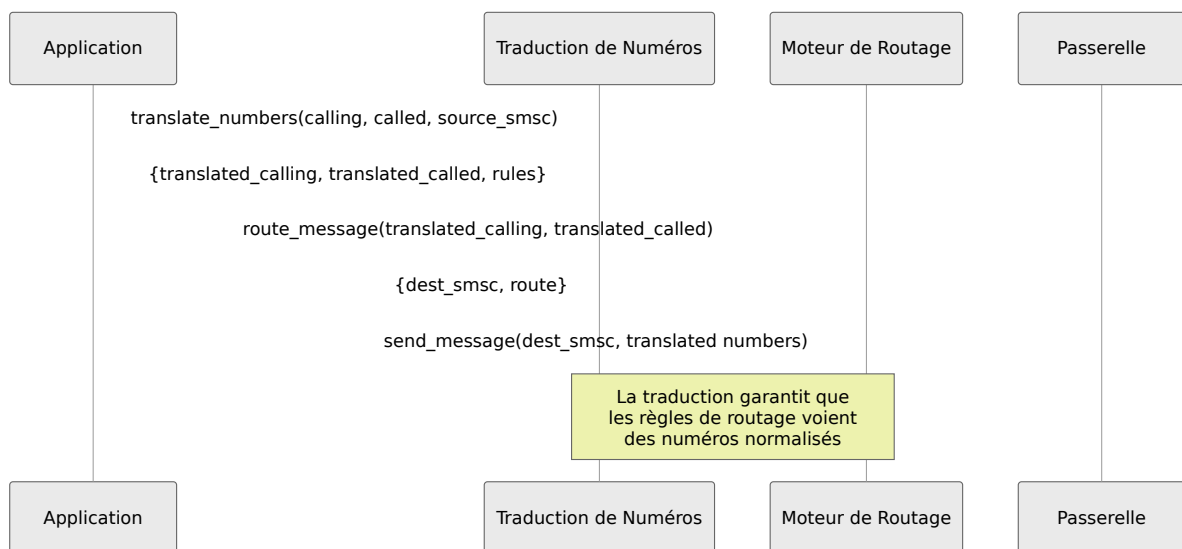 Application
Traduction de Numéros
Moteur de Routage
Passerelle
translate_numbers(calling, called, source_smsc)
{translated_calling, translated_called, rules}
route_message(translated_calling, translated_called)
{dest_smsc, route}
send_message(dest_smsc, translated numbers)
La traduction garantit que
les règles de routage voient
des numéros normalisés
Application
Traduction de Numéros
Moteur de Routage
Passerelle